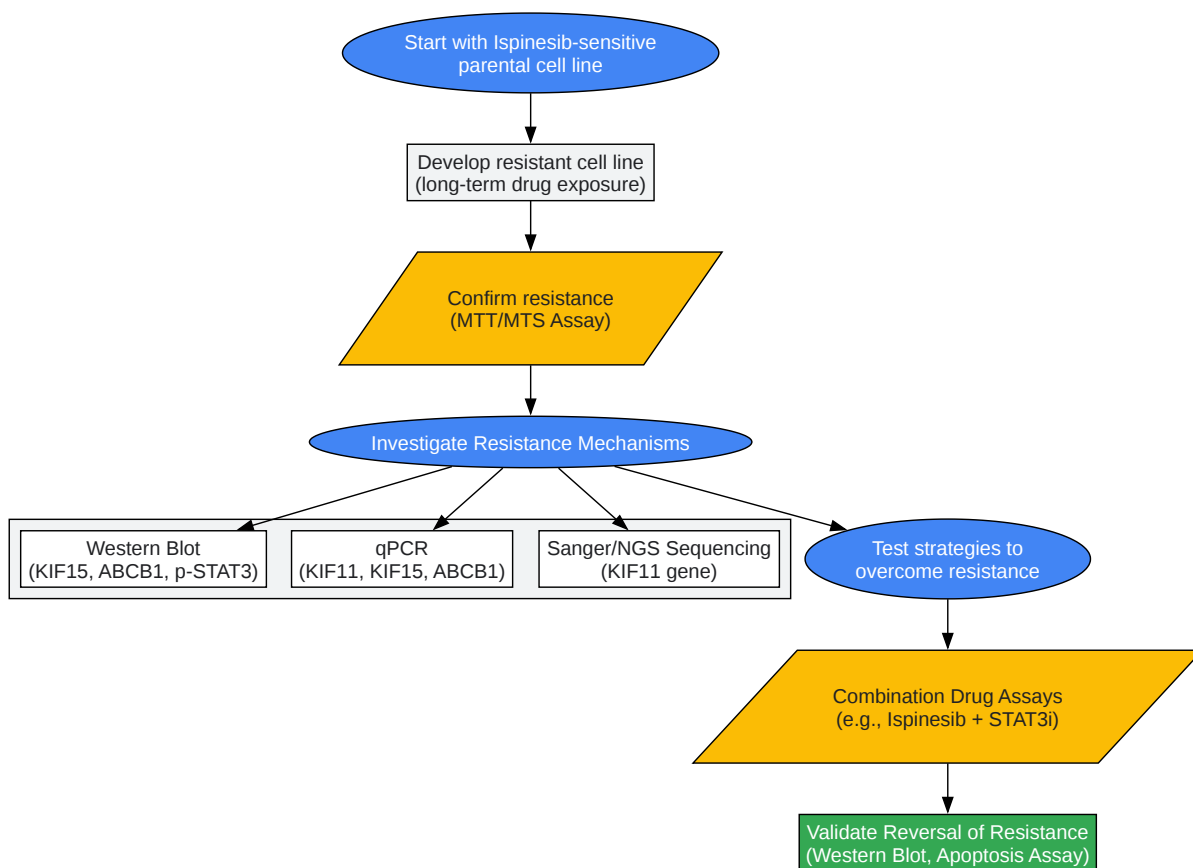 Start with Ispinesib-sensitive
parental cell line
Develop resistant cell line
(long-term drug exposure)
Confirm resistance
(MTT/MTS Assay)
Investigate Resistance Mechanisms
Western Blot
(KIF15, ABCB1, p-STAT3)
qPCR
(KIF11, KIF15, ABCB1)
Sanger/NGS Sequencing
(KIF11 gene)
Test strategies to
overcome resistance
Combination Drug Assays
(e.g., Ispinesib + STAT3i)
Validate Reversal of Resistance
(Western Blot, Apoptosis Assay)